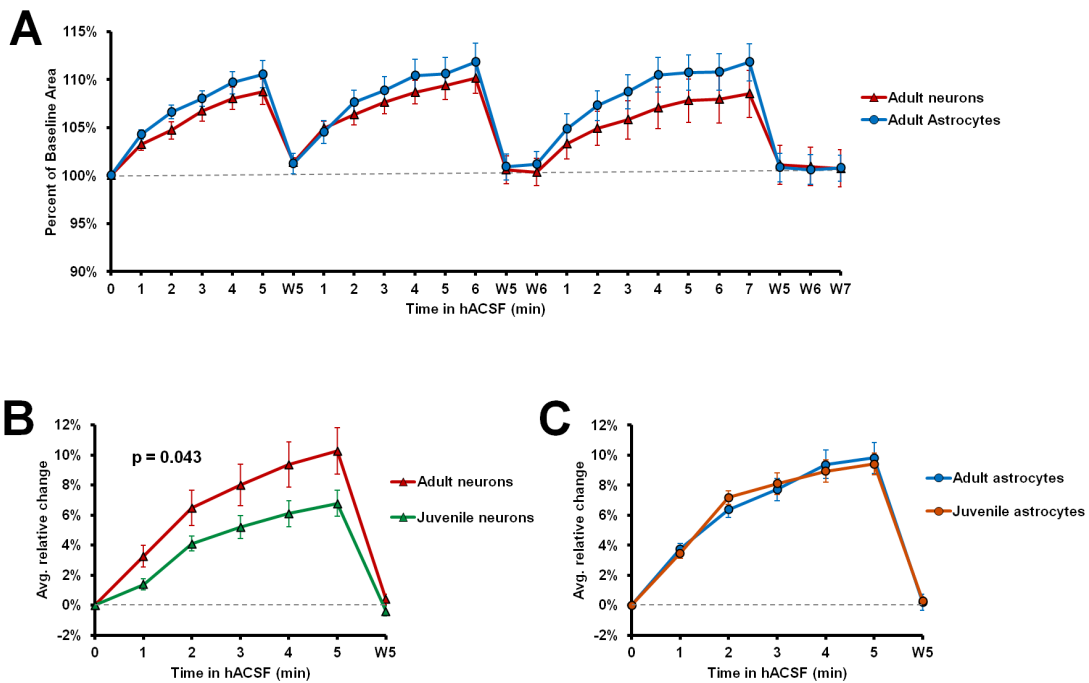 A
115%
110%
105%
100%
95%
90%
Percent of Baseline Area
0 1 2 3 4 5 W5 1 2 3 4 5 6 W5 W6 1 2 3 4 5 6 7 W5 W6 W7
Time in hACSF (min)
Adult neurons
Adult Astrocytes
B
12%
10%
8%
6%
4%
2%
0%
-2%
Avg. relative change
p = 0.043
0 1 2 3 4 5 W5
Time in hACSF (min)
Adult neurons
Juvenile neurons
C
12%
10%
8%
6%
4%
2%
0%
-2%
Avg. relative change
0 1 2 3 4 5 W5
Time in hACSF (min)
Adult astrocytes
Juvenile astrocytes